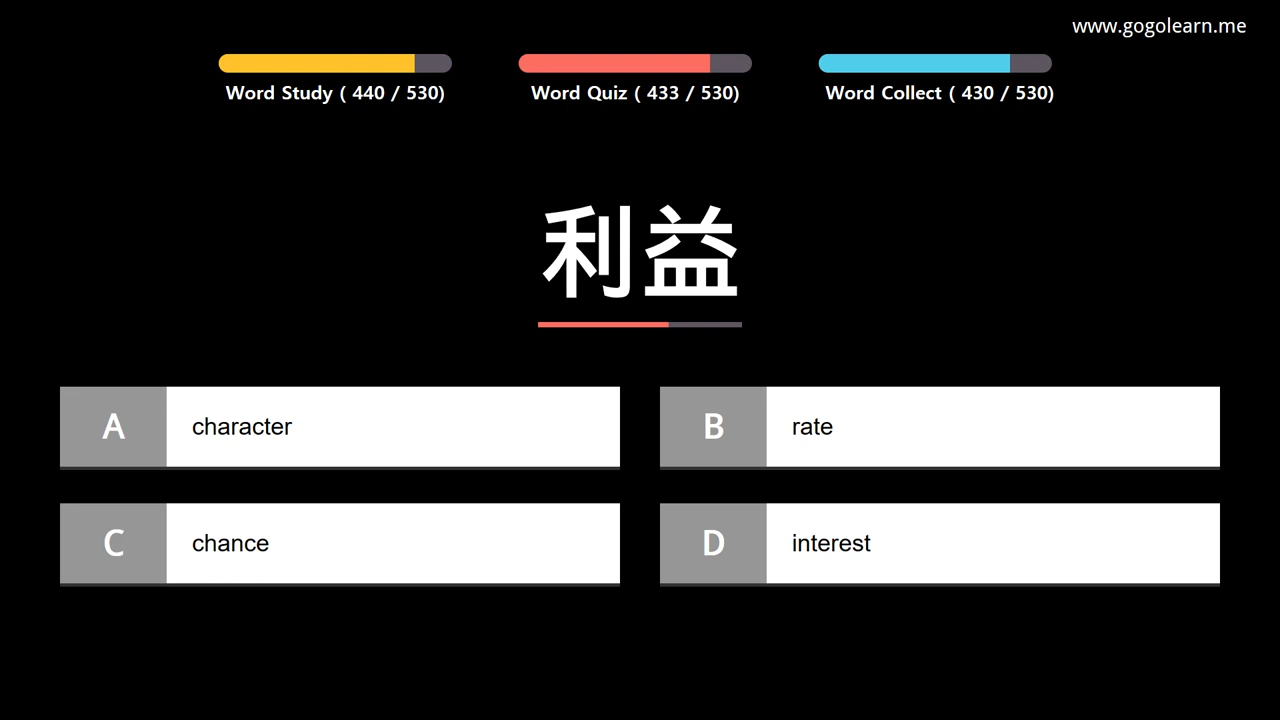 www.gogolearn.me
Word Study ( 440 / 530)
Word Quiz ( 433 / 530)
Word Collect ( 430 / 530)
利益
A character
B rate
C chance
D interest